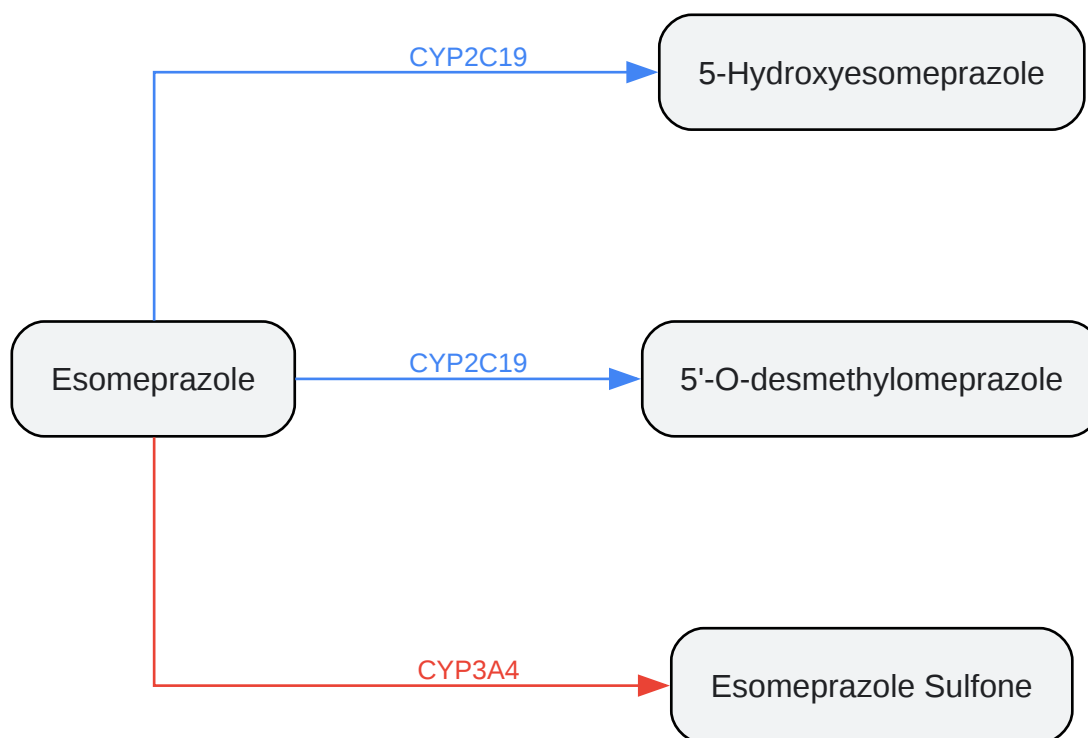 CYP2C19
5-Hydroxyesomeprazole
Esomeprazole
CYP2C19
5'-O-desmethylomeprazole
CYP3A4
Esomeprazole Sulfone